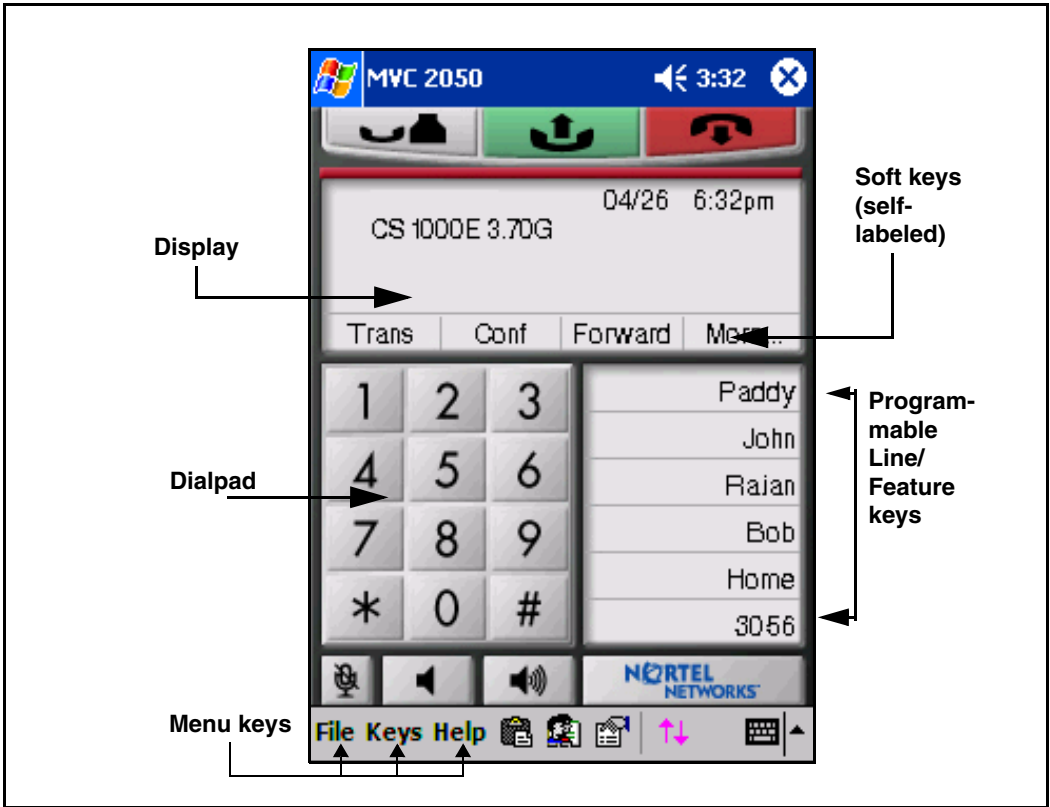 MVC 2050
3:32
04/26 6:32pm
CS 1000E 3.70G
Trans Conf Forward More...
1 2 3
4 5 6
7 8 9
* 0 #
Paddy
John
Rajan
Bob
Home
3056
NORTEL
NETWORKS
File Keys Help
Display
Dialpad
Menu keys
Soft keys
(self-
labeled)
Program-
mable
Line/
Feature
keys